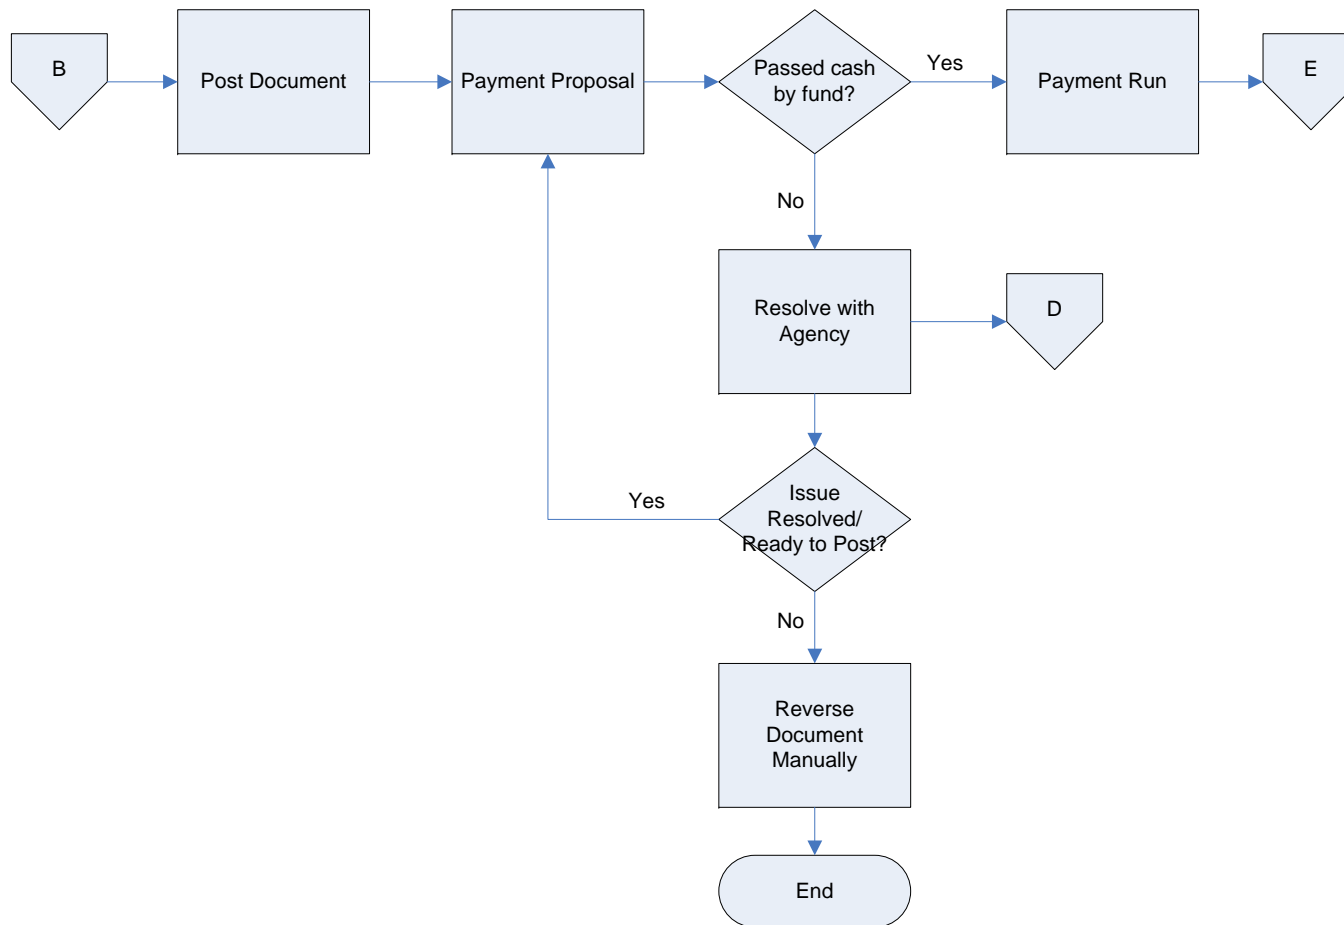 B
Post Document
Payment Proposal
Passed cash
by fund?
Yes
Payment Run
E
No
Resolve with
Agency
D
Yes
Issue
Resolved/
Ready to Post?
No
Reverse
Document
Manually
End